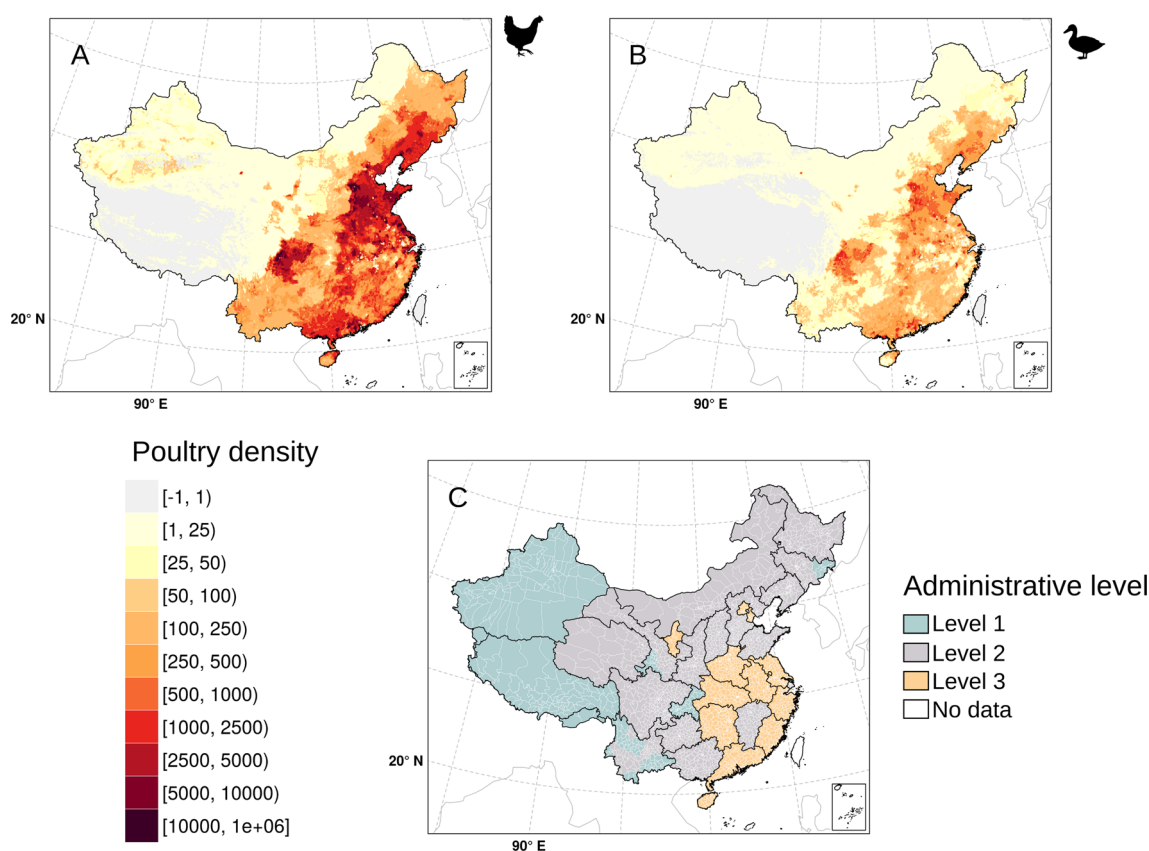 A
B
20° N
20° N
90° E
90° E
Poultry density
[-1, 1)
[1, 25)
[25, 50)
[50, 100)
[100, 250)
[250, 500)
[500, 1000)
[1000, 2500)
[2500, 5000)
[5000, 10000)
[10000, 1e+06]
C
20° N
90° E
Administrative level
Level 1
Level 2
Level 3
No data